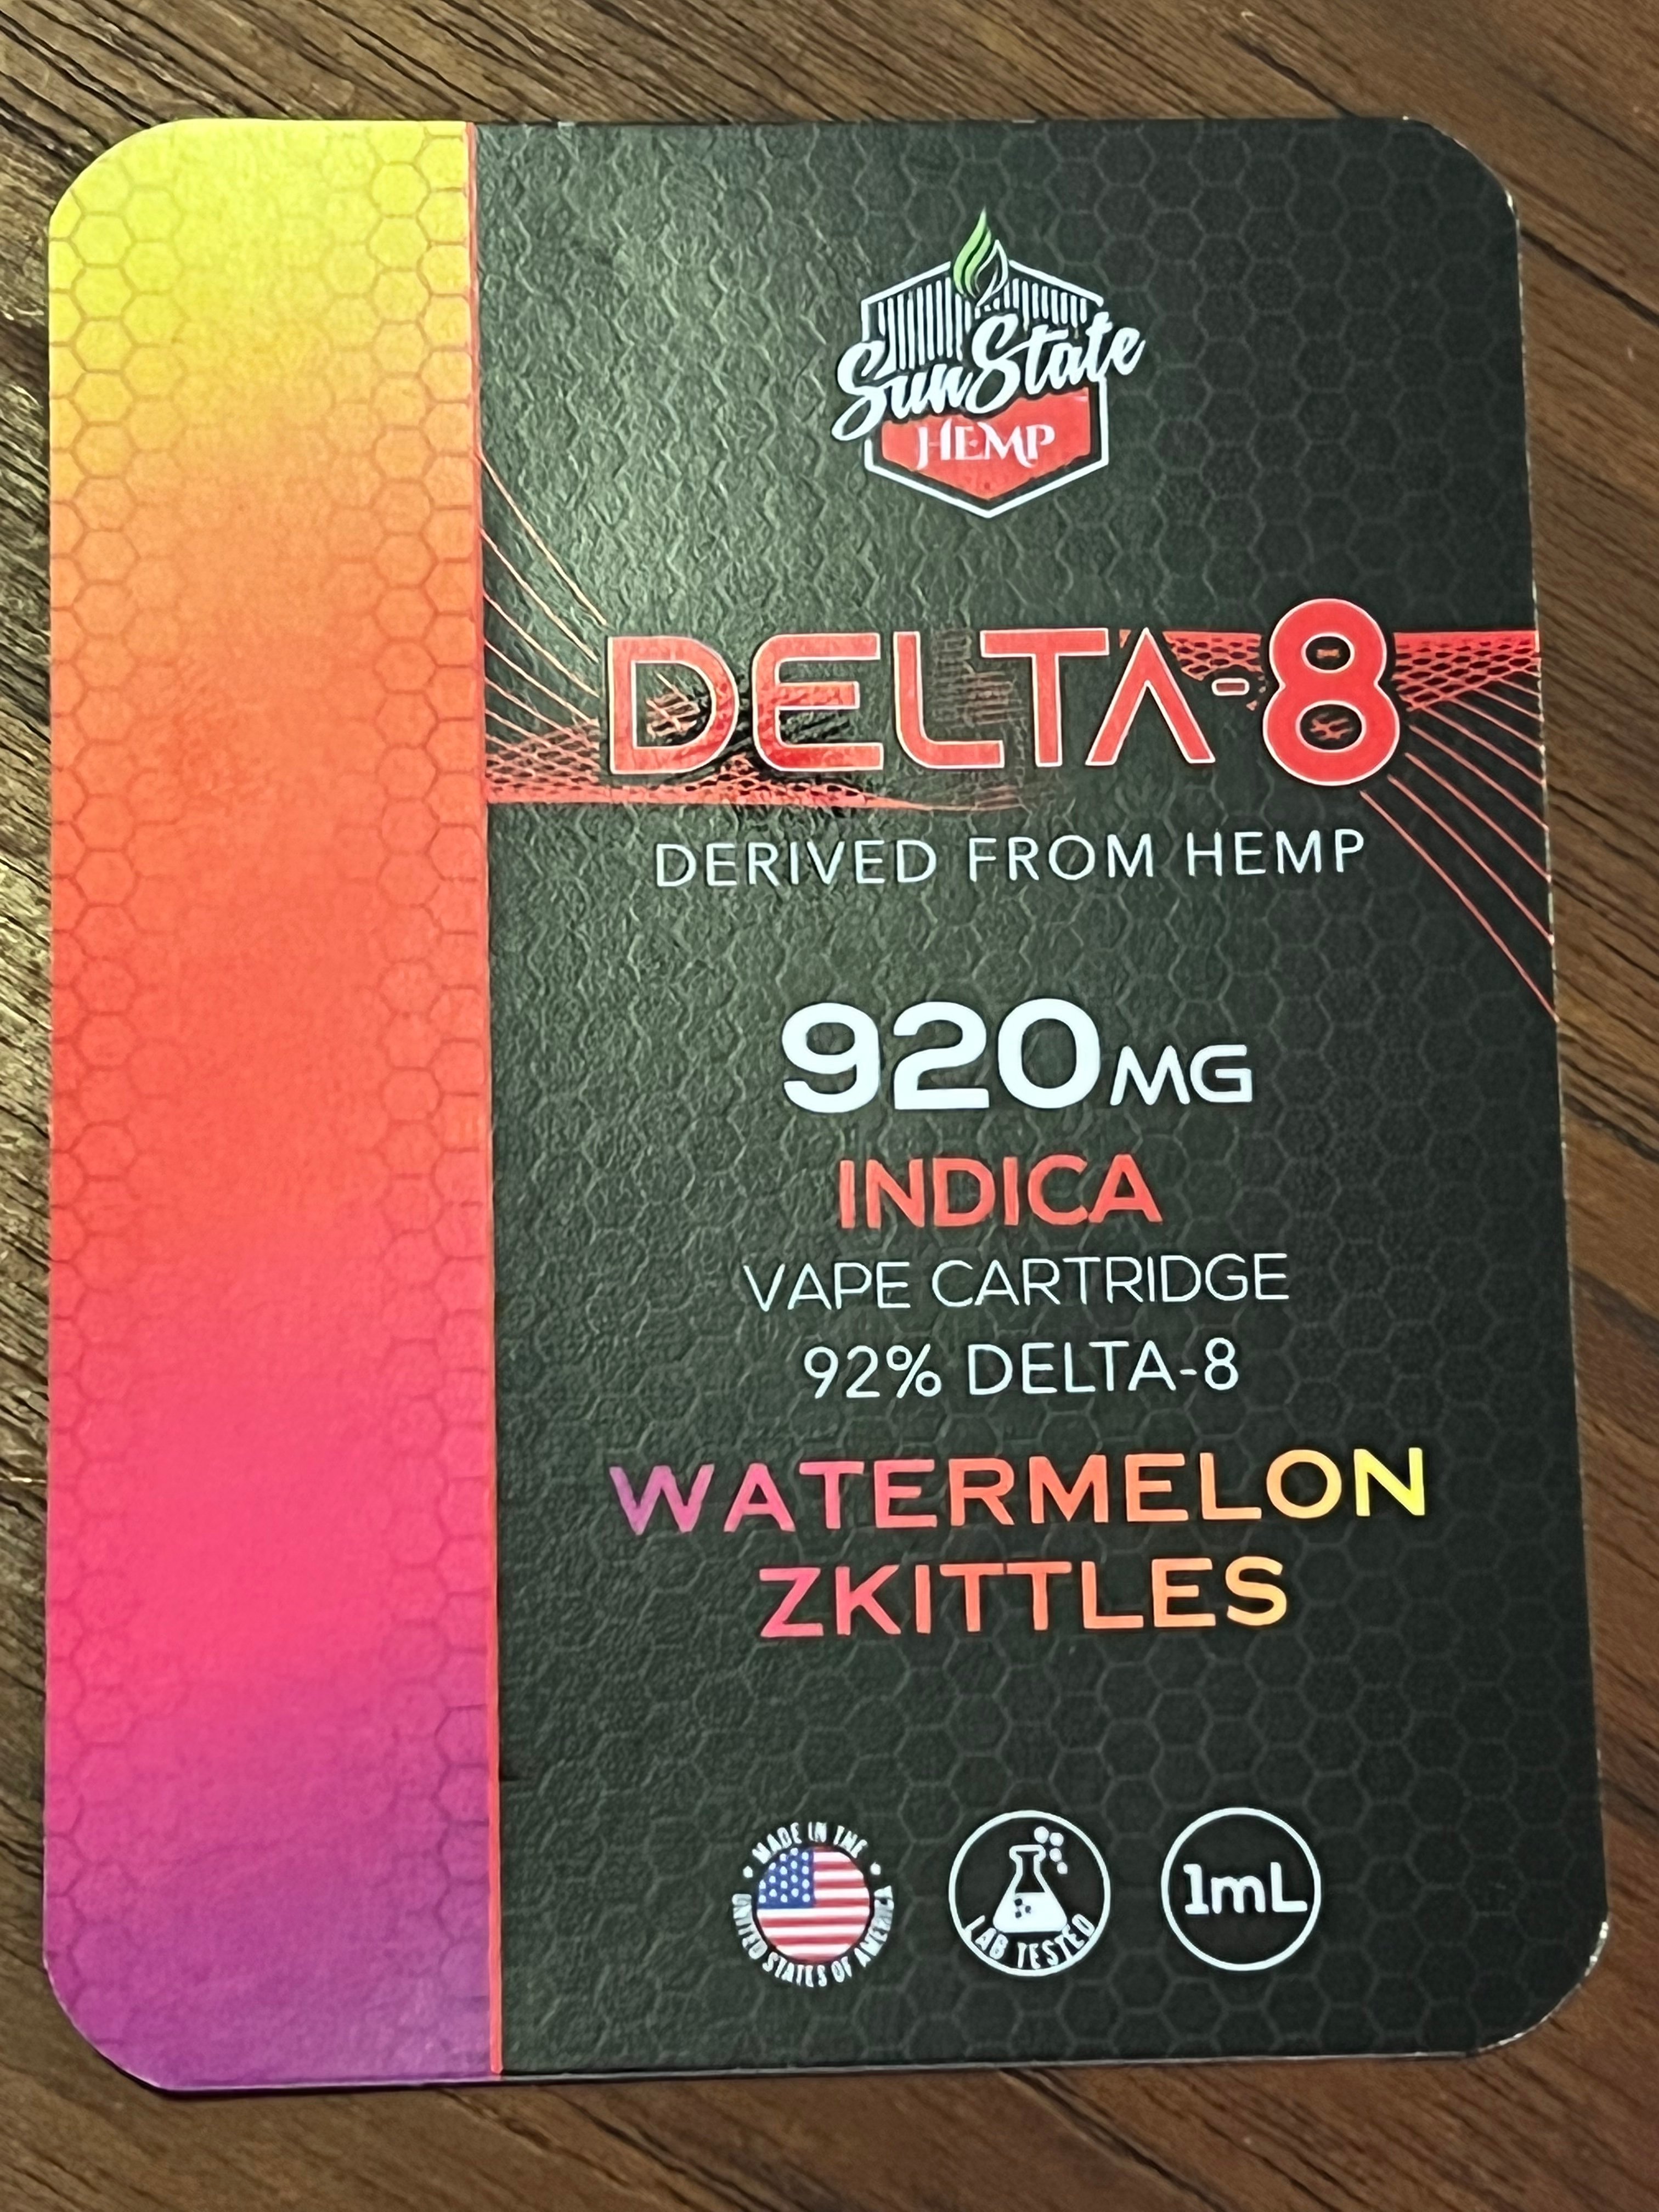 SunState
HEMP
DELTA-8
DERIVED FROM HEMP
920MG
INDICA
VAPE CARTRIDGE
92% DELTA-8
WATERMELON
ZKITTLES
MADE IN THE
UNITED STATES OF AMERICA
LAB TESTED
1mL